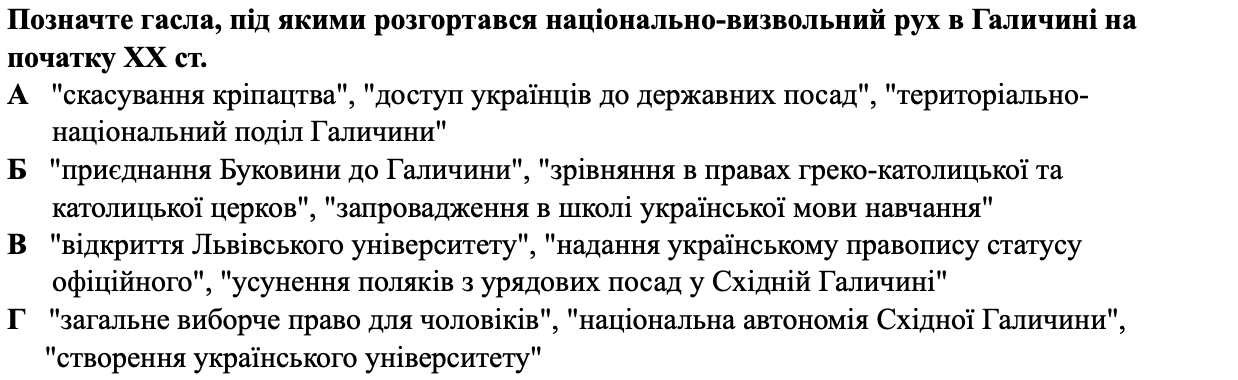 Позначте гасла, під якими розгортався національно-визвольний рух в Галичині на
початку ХХ ст.
А "скасування кріпацтва", "доступ українців до державних посад", "територіально-
національний поділ Галичини"
Б "приєднання Буковини до Галичини", "зрівняння в правах греко-католицької та
католицької церков", "запровадження в школі української мови навчання"
В "відкриття Львівського університету", "надання українському правопису статусу
офіційного", "усунення поляків з урядових посад у Східній Галичині"
Г "загальне виборче право для чоловіків", "національна автономія Східної Галичини",
"створення українського університету"